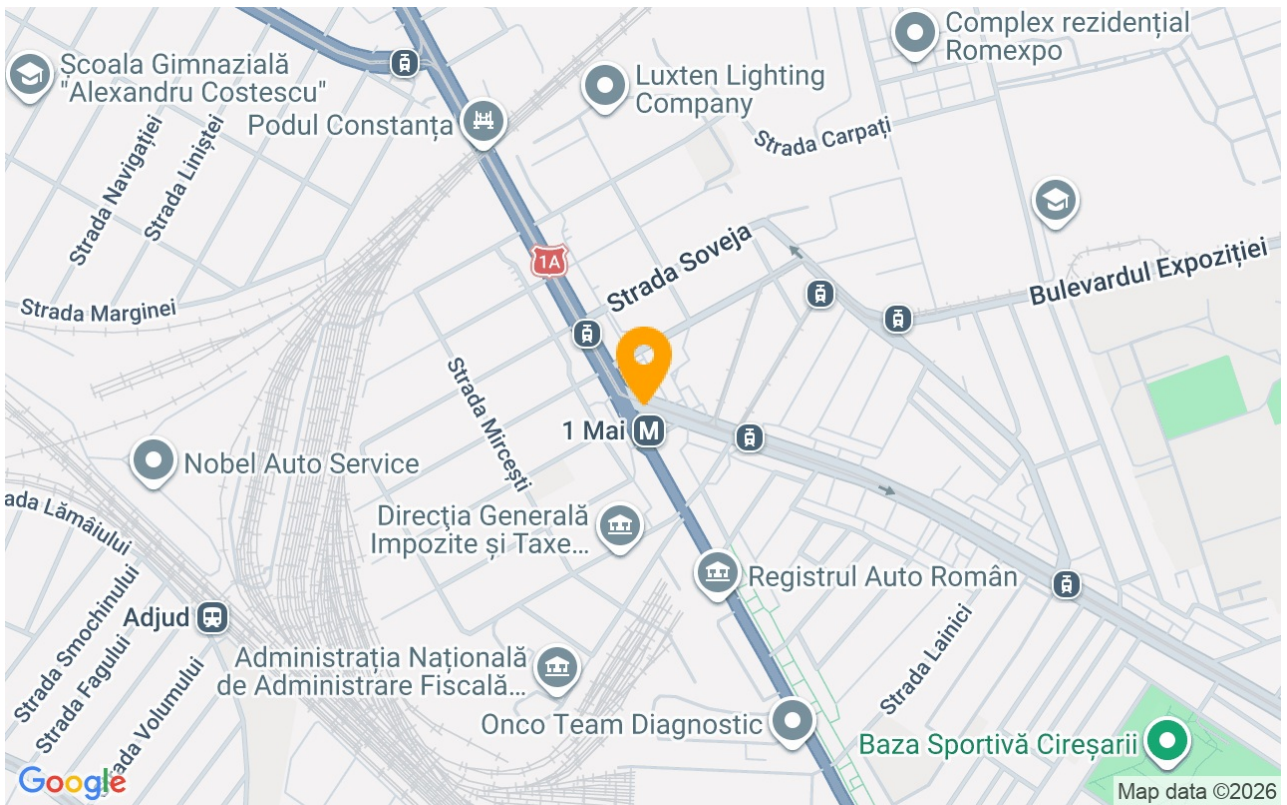 Complex rezidențial
Romexpo
Școala Gimnazială
"Alexandru Costescu"
Luxten Lighting
Company
Podul Constanța
Strada Carpați
Strada Navigației
Strada Liniștei
1A
Strada Soveja
Bulevardul Expoziției
Strada Marginei
Strada Mircești
1 Mai M
Nobel Auto Service
ada Lămâiului
Direcția Generală
Impozite și Taxe...
Registrul Auto Român
Strada Smochinului
Adjud
Strada Fagului
Strada Lainici
Administrația Națională
de Administrare Fiscală...
ada Volumului
Onco Team Diagnostic
Baza Sportivă Cireșarii
Google
Map data ©2026